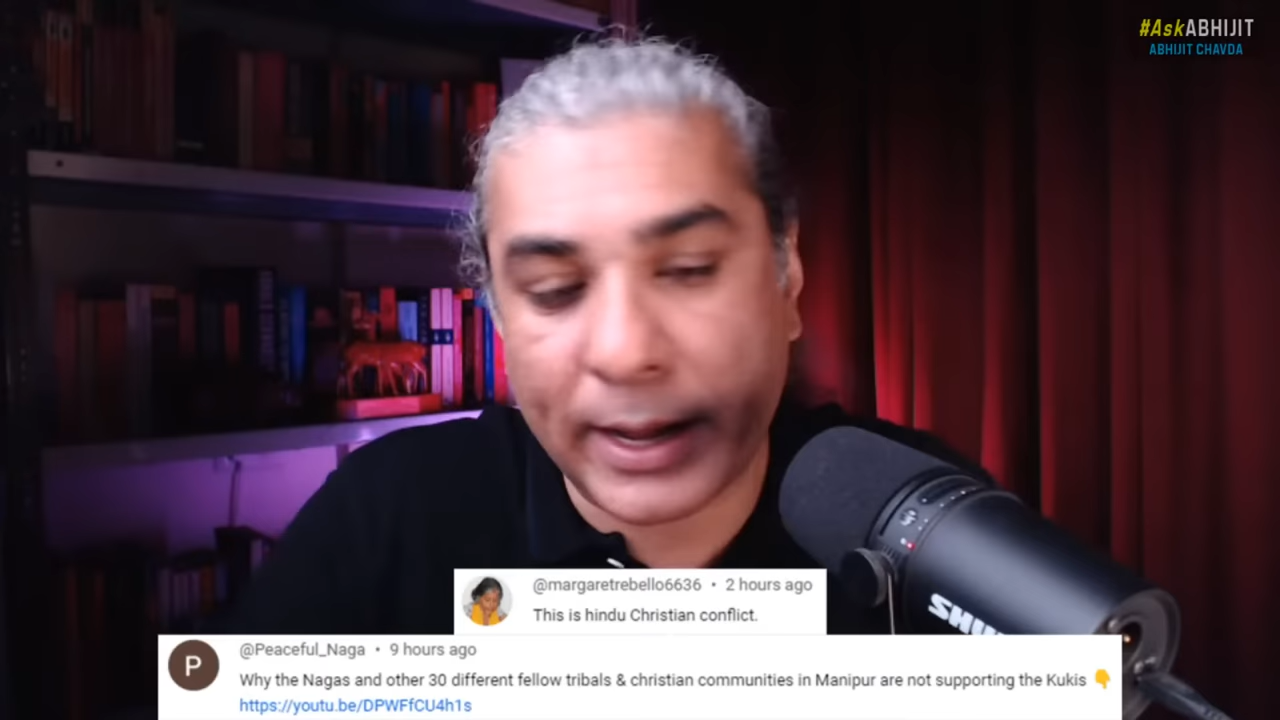 #AskABHIJIT
ABHIJIT CHAVDA
@margaretrebello6636 • 2 hours ago
This is hindu Christian conflict.
P
@Peaceful_Naga • 9 hours ago
Why the Nagas and other 30 different fellow tribals & christian communities in Manipur are not supporting the Kukis 👇
https://youtu.be/DPWFfCU4h1s